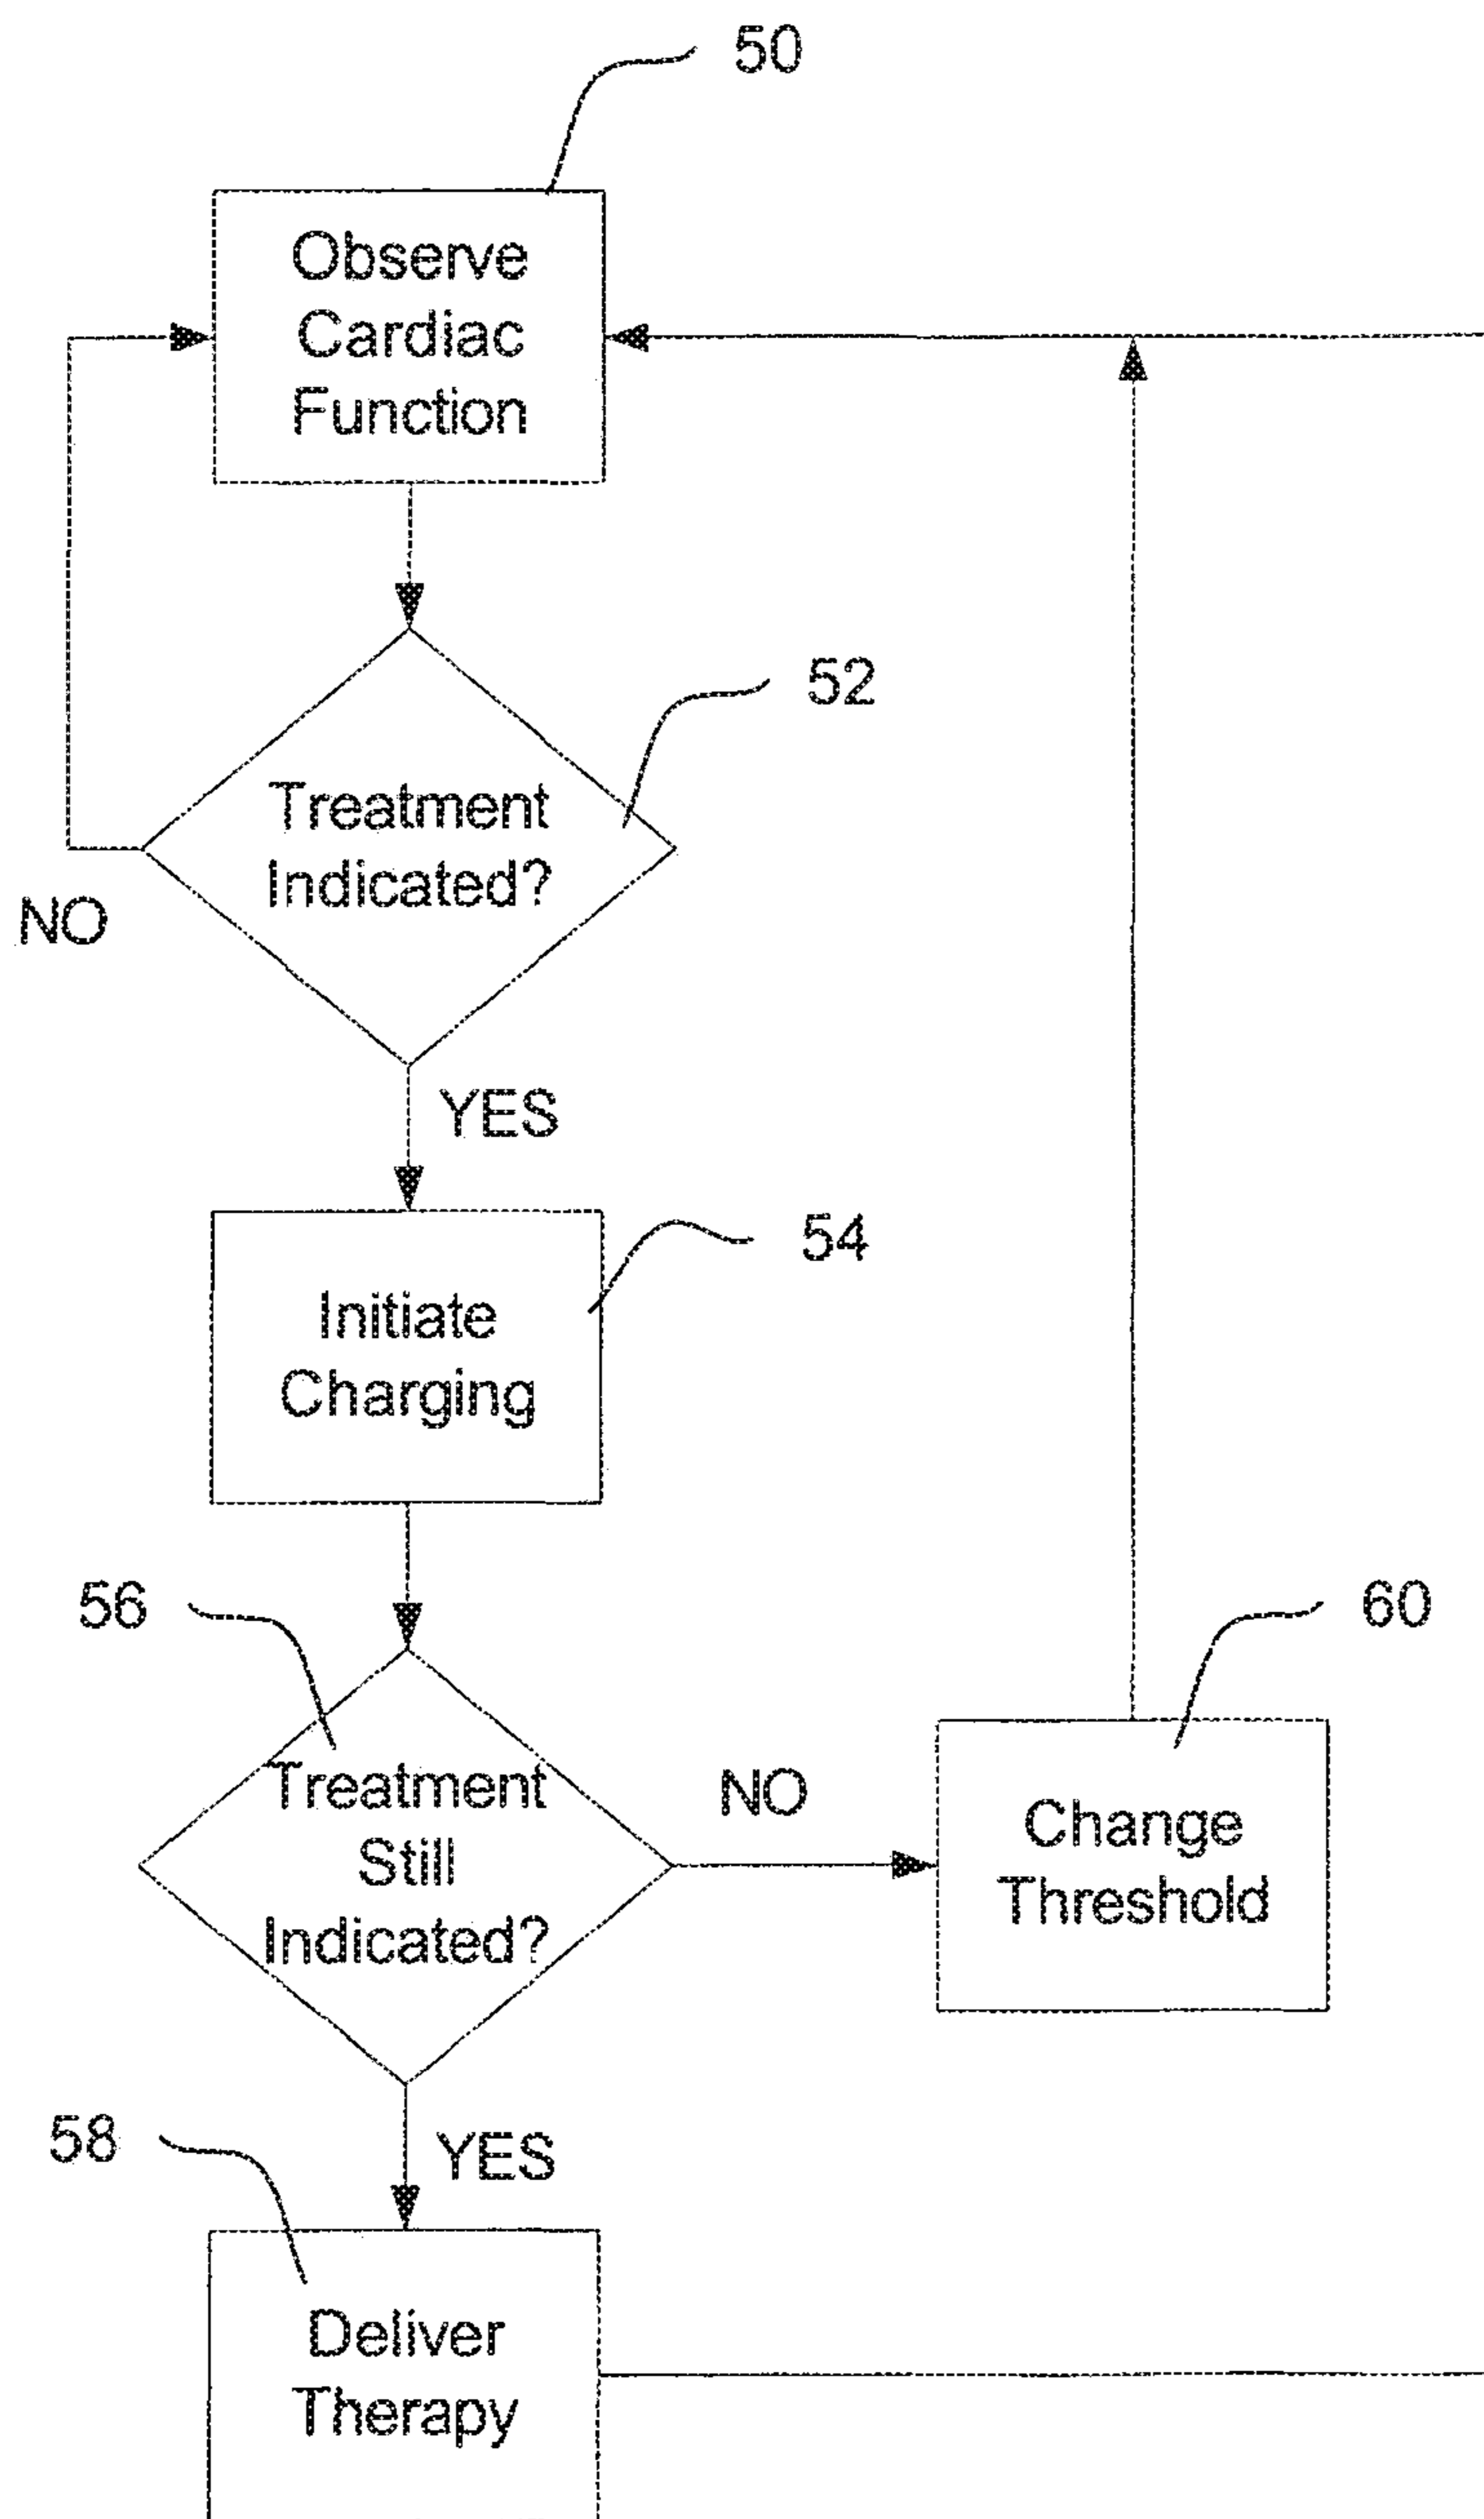 50
Observe
Cardiac
Function
52
Treatment
Indicated?
NO
YES
54
Initiate
Charging
56
60
Treatment
Still
Indicated?
NO
Change
Threshold
58
YES
Deliver
Therapy